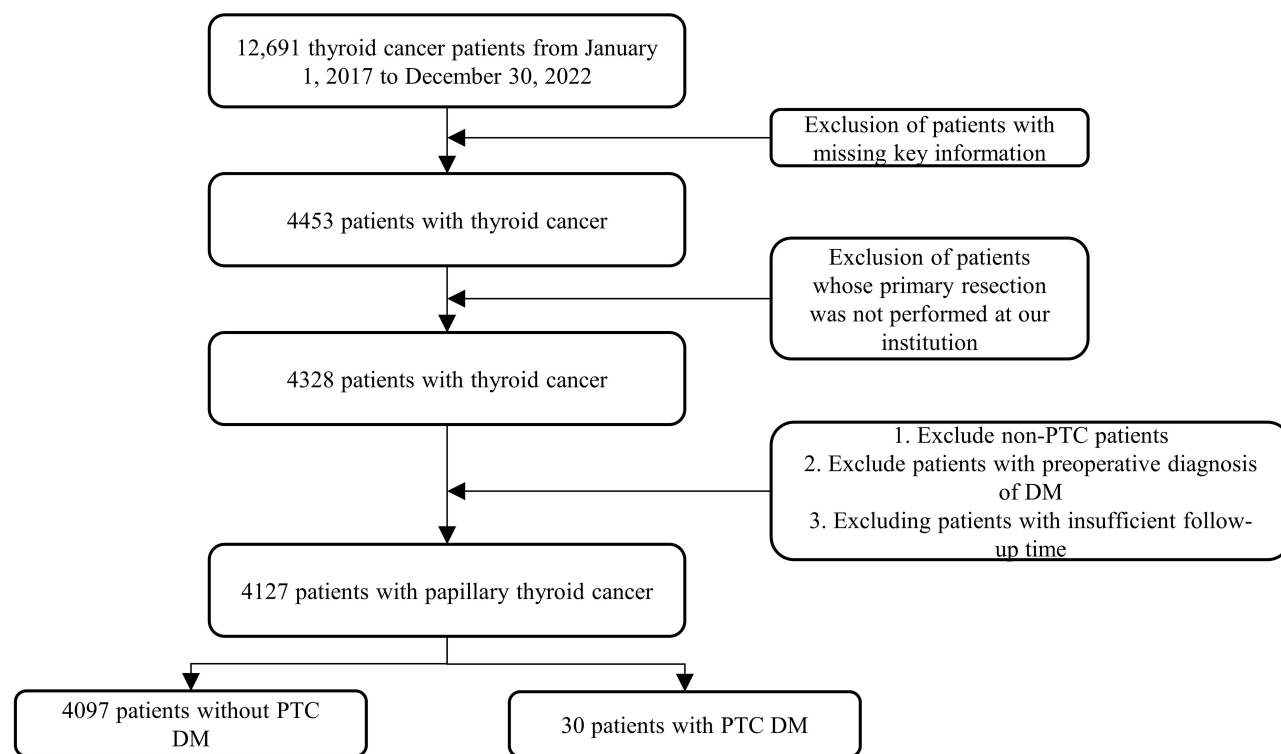 12,691 thyroid cancer patients from January
1, 2017 to December 30, 2022
Exclusion of patients with
missing key information
4453 patients with thyroid cancer
Exclusion of patients
whose primary resection
was not performed at our
institution
4328 patients with thyroid cancer
1. Exclude non-PTC patients
2. Exclude patients with preoperative diagnosis
of DM
3. Excluding patients with insufficient follow-
up time
4127 patients with papillary thyroid cancer
4097 patients without PTC
DM
30 patients with PTC DM